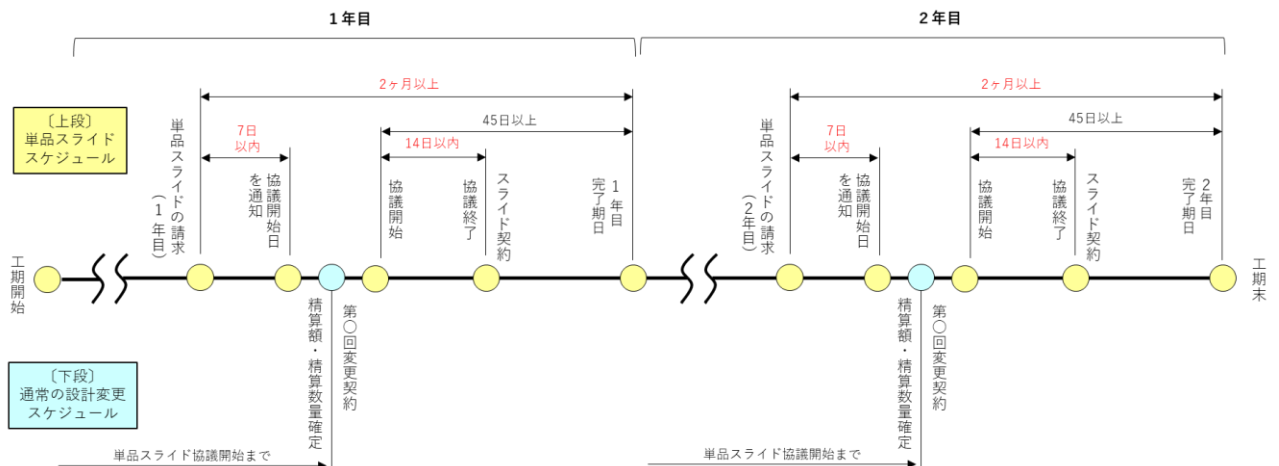 1年目
2年目
2ヶ月以上
2ヶ月以上
〔上段〕
単品スライド
スケジュール
単品スライドの請求
(1年目)
7日
以内
協議開始日
を通知
45日以上
14日以内
協議開始
協議終了
スライド契約
1年目
完了期日
単品スライドの請求
(2年目)
7日
以内
協議開始日
を通知
45日以上
14日以内
協議開始
協議終了
スライド契約
2年目
完了期日
工期開始
工期末
〔下段〕
通常の設計変更
スケジュール
精算額・精算数量確定
第〇回変更契約
精算額・精算数量確定
第〇回変更契約
単品スライド協議開始まで
単品スライド協議開始まで